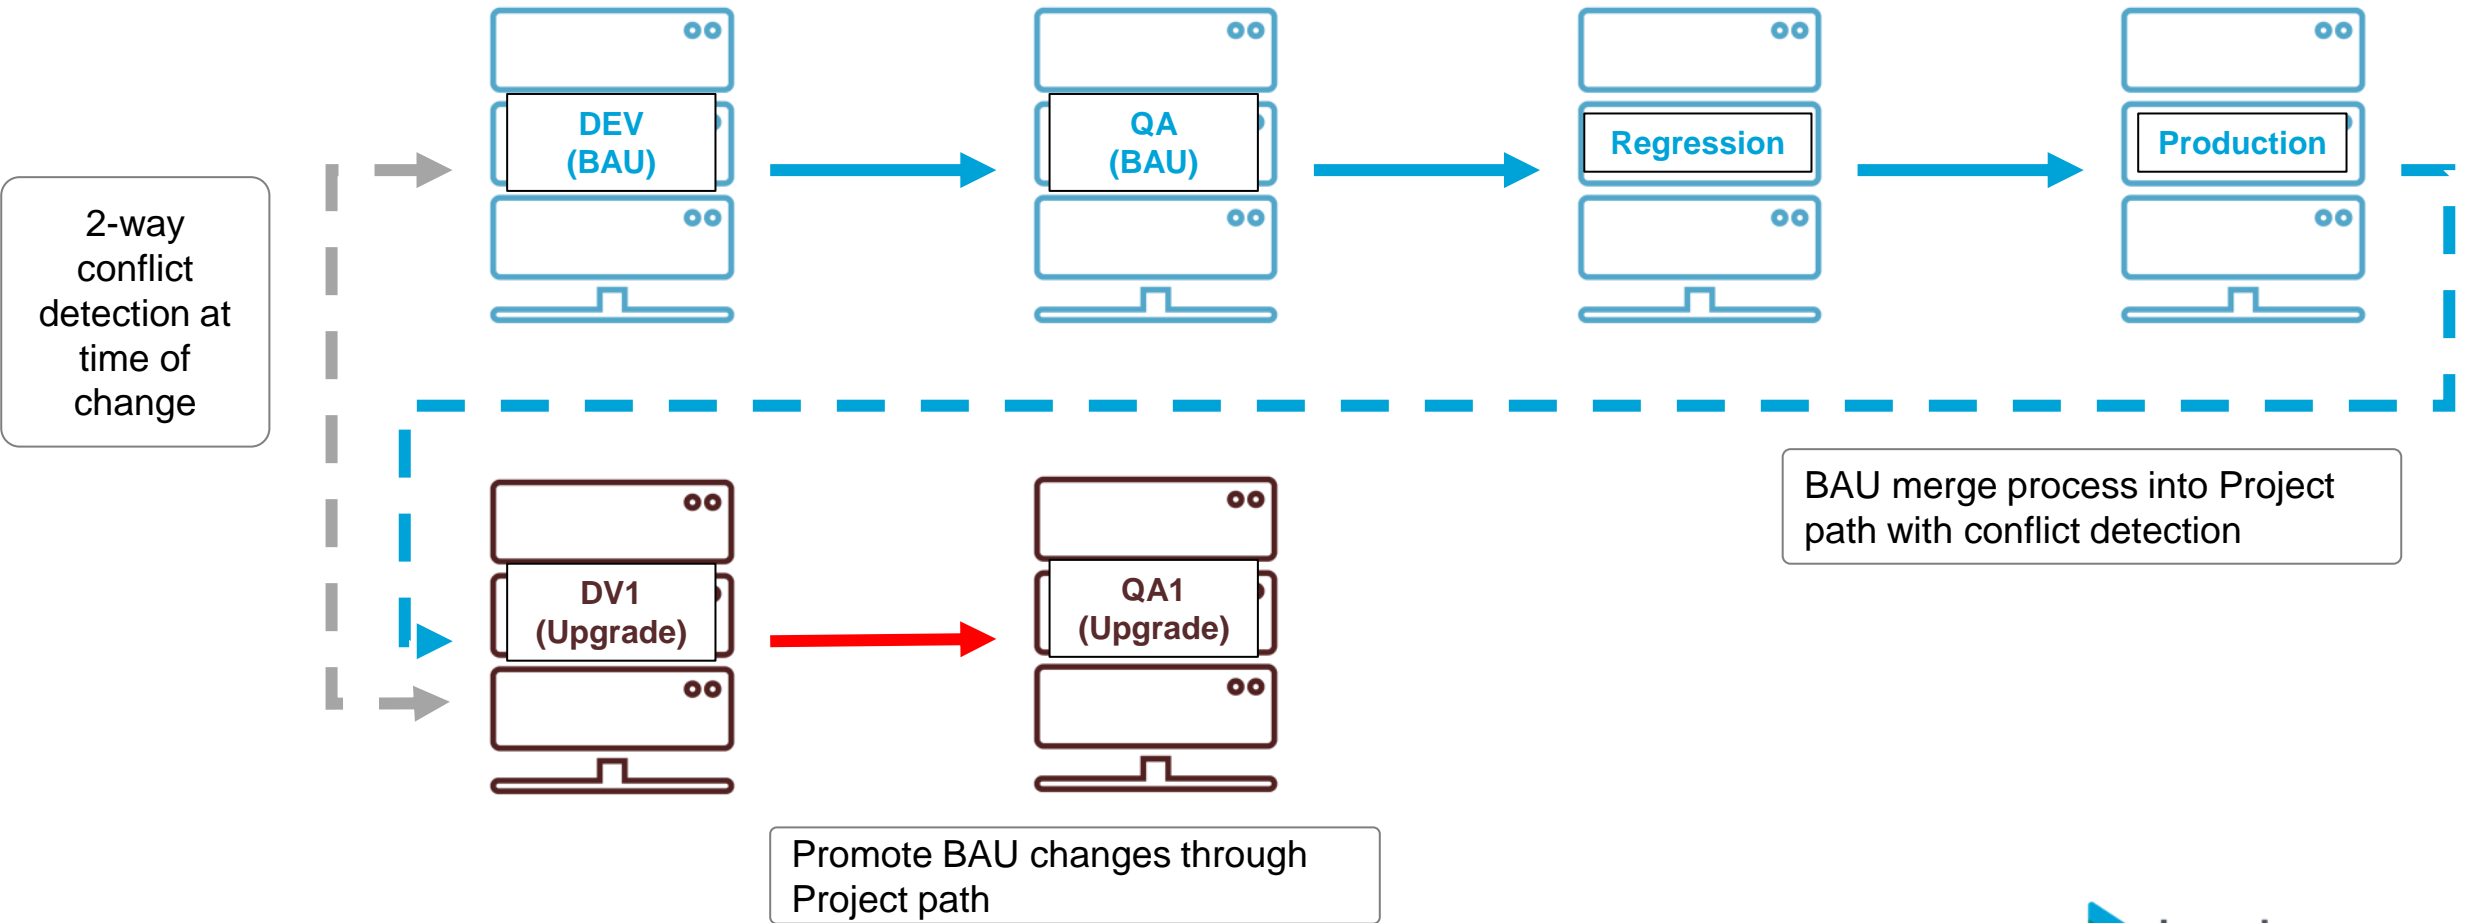 DEV
(BAU)
QA
(BAU)
Regression
Production
2-way
conflict
detection at
time of
change
BAU merge process into Project
path with conflict detection
DV1
(Upgrade)
QA1
(Upgrade)
Promote BAU changes through
Project path